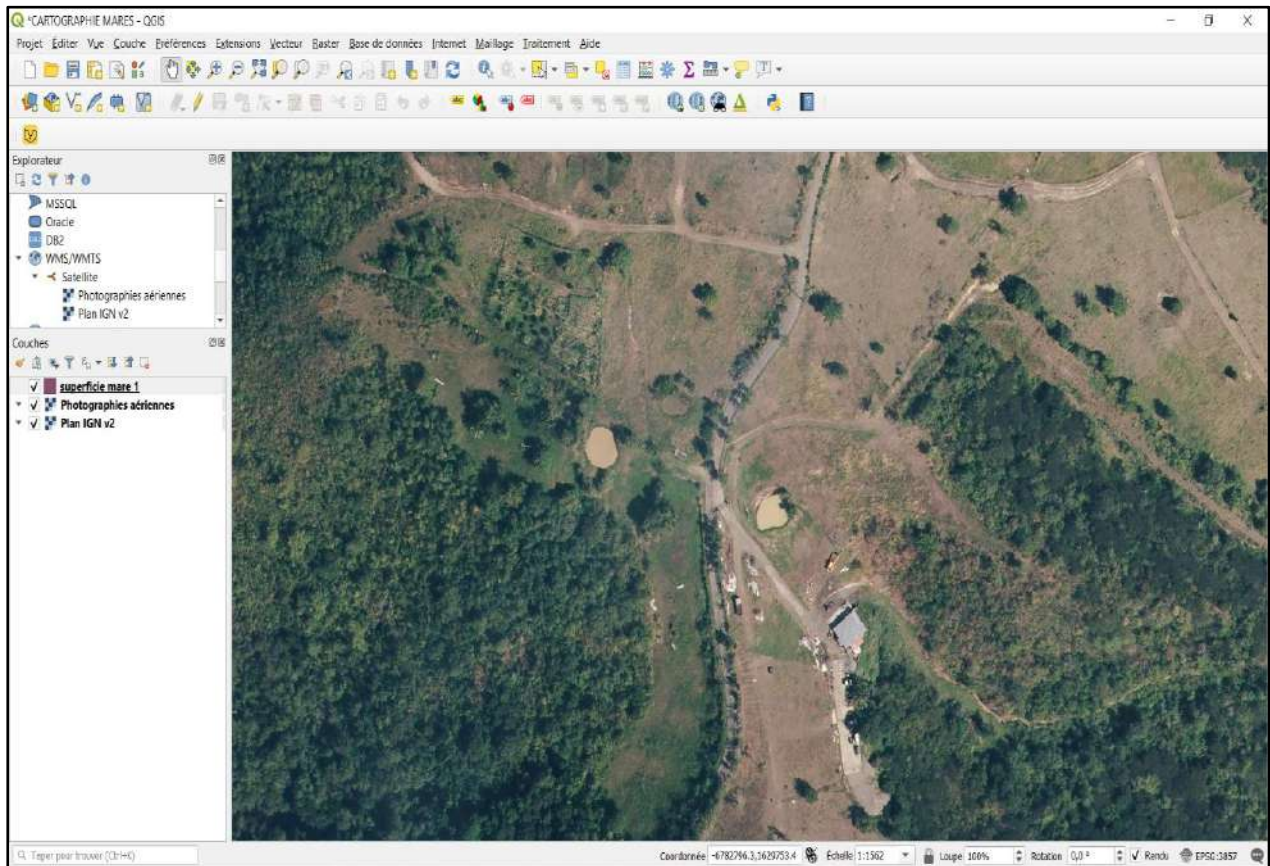 *CARTOGRAPHIE MARES - QGIS
Projet Éditer Vue Couche Préférences Extensions Vecteur Raster Base de données Internet Maillage Traitement Aide
Explorateur
MSSQL
Oracle
DB2
WMS/WMTS
Satellite
Photographies aériennes
Plan IGN v2
Couches
superficie mare 1
Photographies aériennes
Plan IGN v2
Taper pour trouver (Ctrl+K)
Coordonnée -6782796.3,1629753.4 Échelle 1:1562 Loupe 100% Rotation 0,0 ° Rendu EPSG:3857